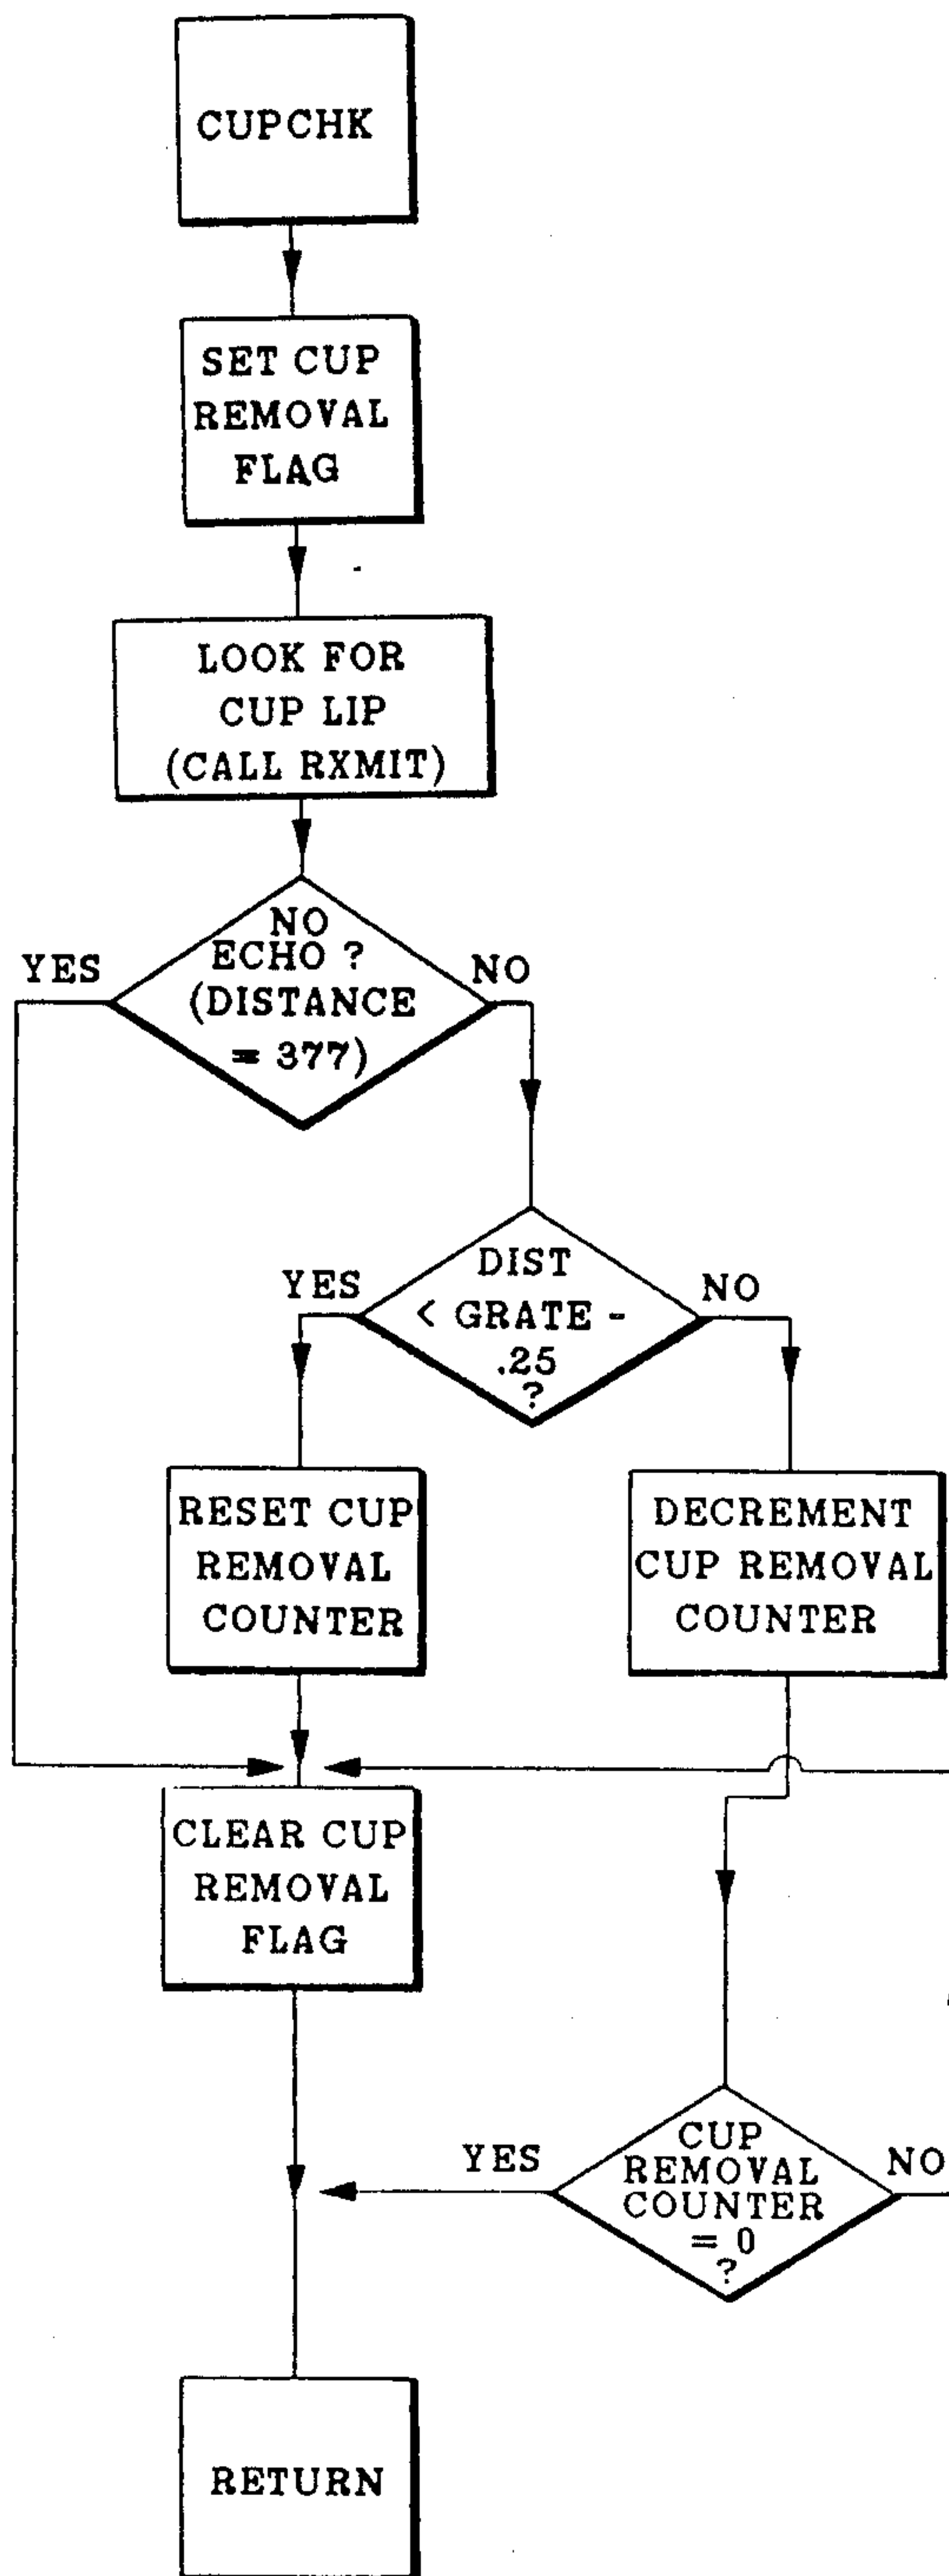 CUPCHK
SET CUP
REMOVAL
FLAG
LOOK FOR
CUP LIP
(CALL RXMIT)
NO
ECHO ?
(DISTANCE
= 377)
YES
NO
DIST
< GRATE -
.25
?
YES
NO
RESET CUP
REMOVAL
COUNTER
DECREMENT
CUP REMOVAL
COUNTER
CLEAR CUP
REMOVAL
FLAG
CUP
REMOVAL
COUNTER
= 0
?
YES
NO
RETURN